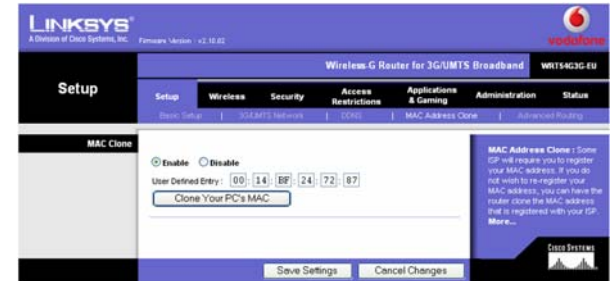 LINKSYS®
A Division of Cisco Systems, Inc.
Firmware Version : v2.10.02
vodafone
Wireless-G Router for 3G/UMTS Broadband
WRT54G3G-EU
Setup
Setup
Wireless
Security
Access Restrictions
Applications & Gaming
Administration
Status
Basic Setup | 3G/UMTS Network | DDNS | MAC Address Clone | Advanced Routing
MAC Clone
Enable Disable
User Defined Entry : 00 : 14 : BF : 24 : 72 : 87
Clone Your PC's MAC
MAC Address Clone : Some
ISP will require you to register
your MAC address. If you do
not wish to re-register your
MAC address, you can have the
router clone the MAC address
that is registered with your ISP.
More...
CISCO SYSTEMS
Save Settings
Cancel Changes